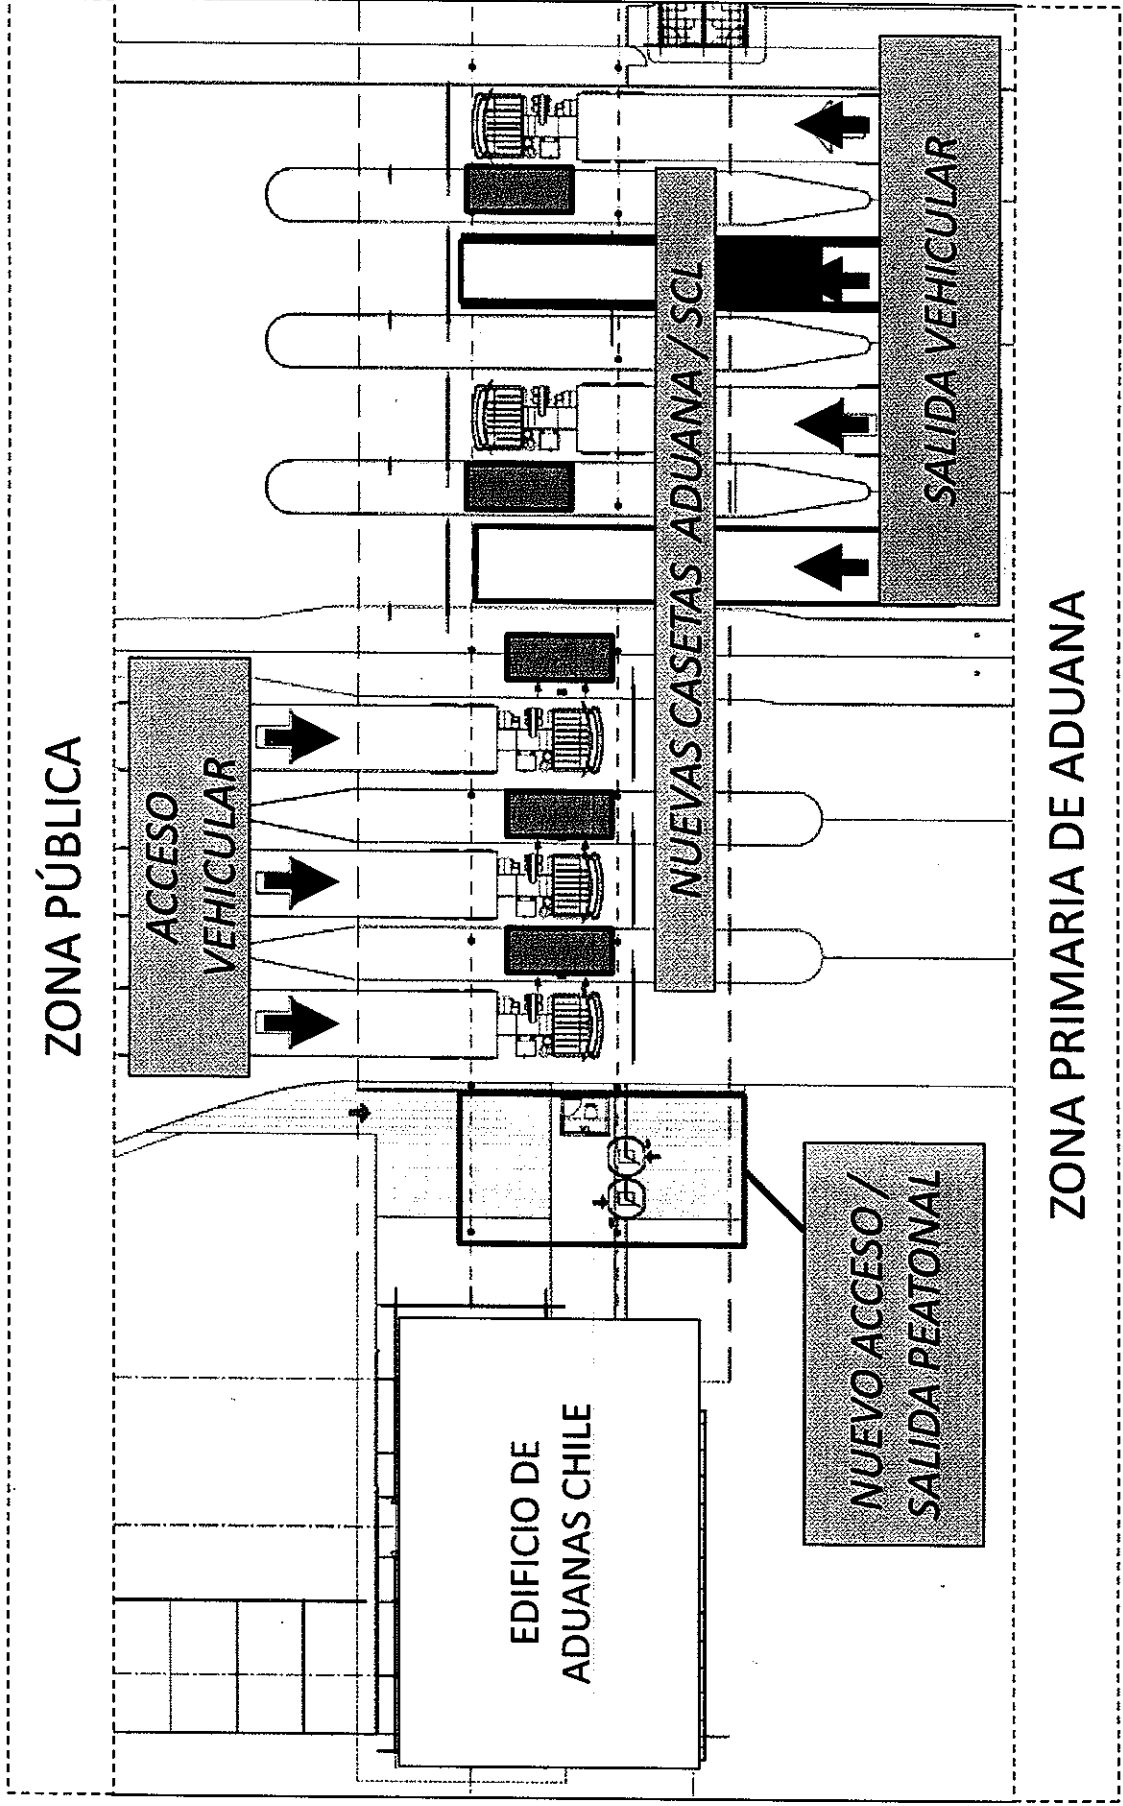 ZONA PÚBLICA
ACCESO
VEHICULAR
EDIFICIO DE
ADUANAS CHILE
NUEVAS CASETAS ADUANA / SCL
NUEVO ACCESO /
SALIDA PEATONAL
SALIDA VEHICULAR
ZONA PRIMARIA DE ADUANA